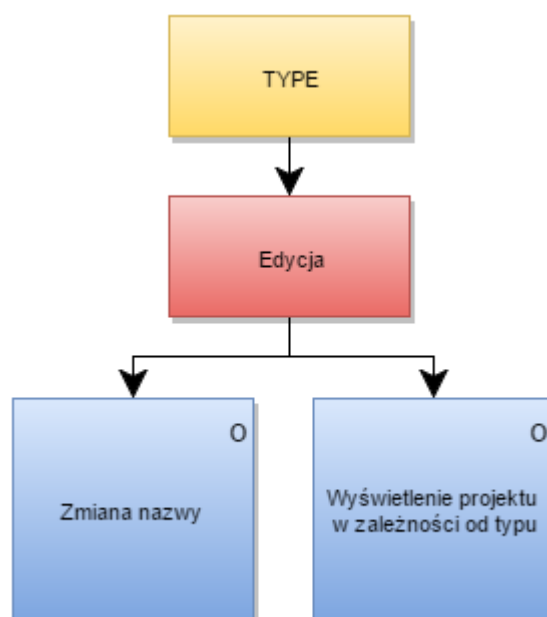 TYPE
Edycja
O
Zmiana nazwy
O
Wyświetlenie projektu
w zależności od typu